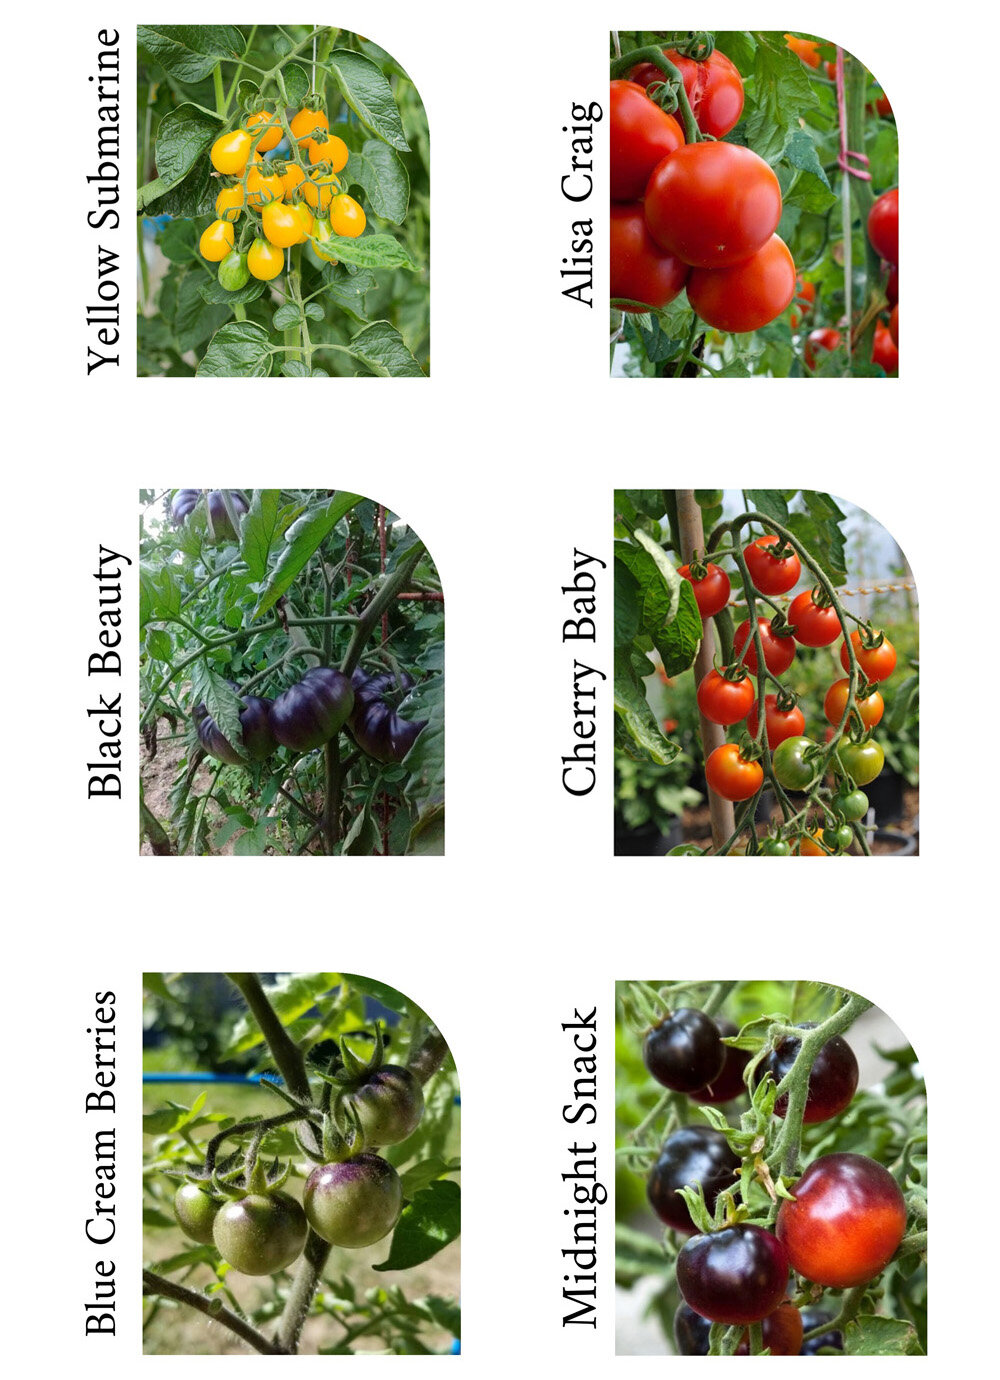 Yellow Submarine
Alisa Craig
Black Beauty
Cherry Baby
Blue Cream Berries
Midnight Snack